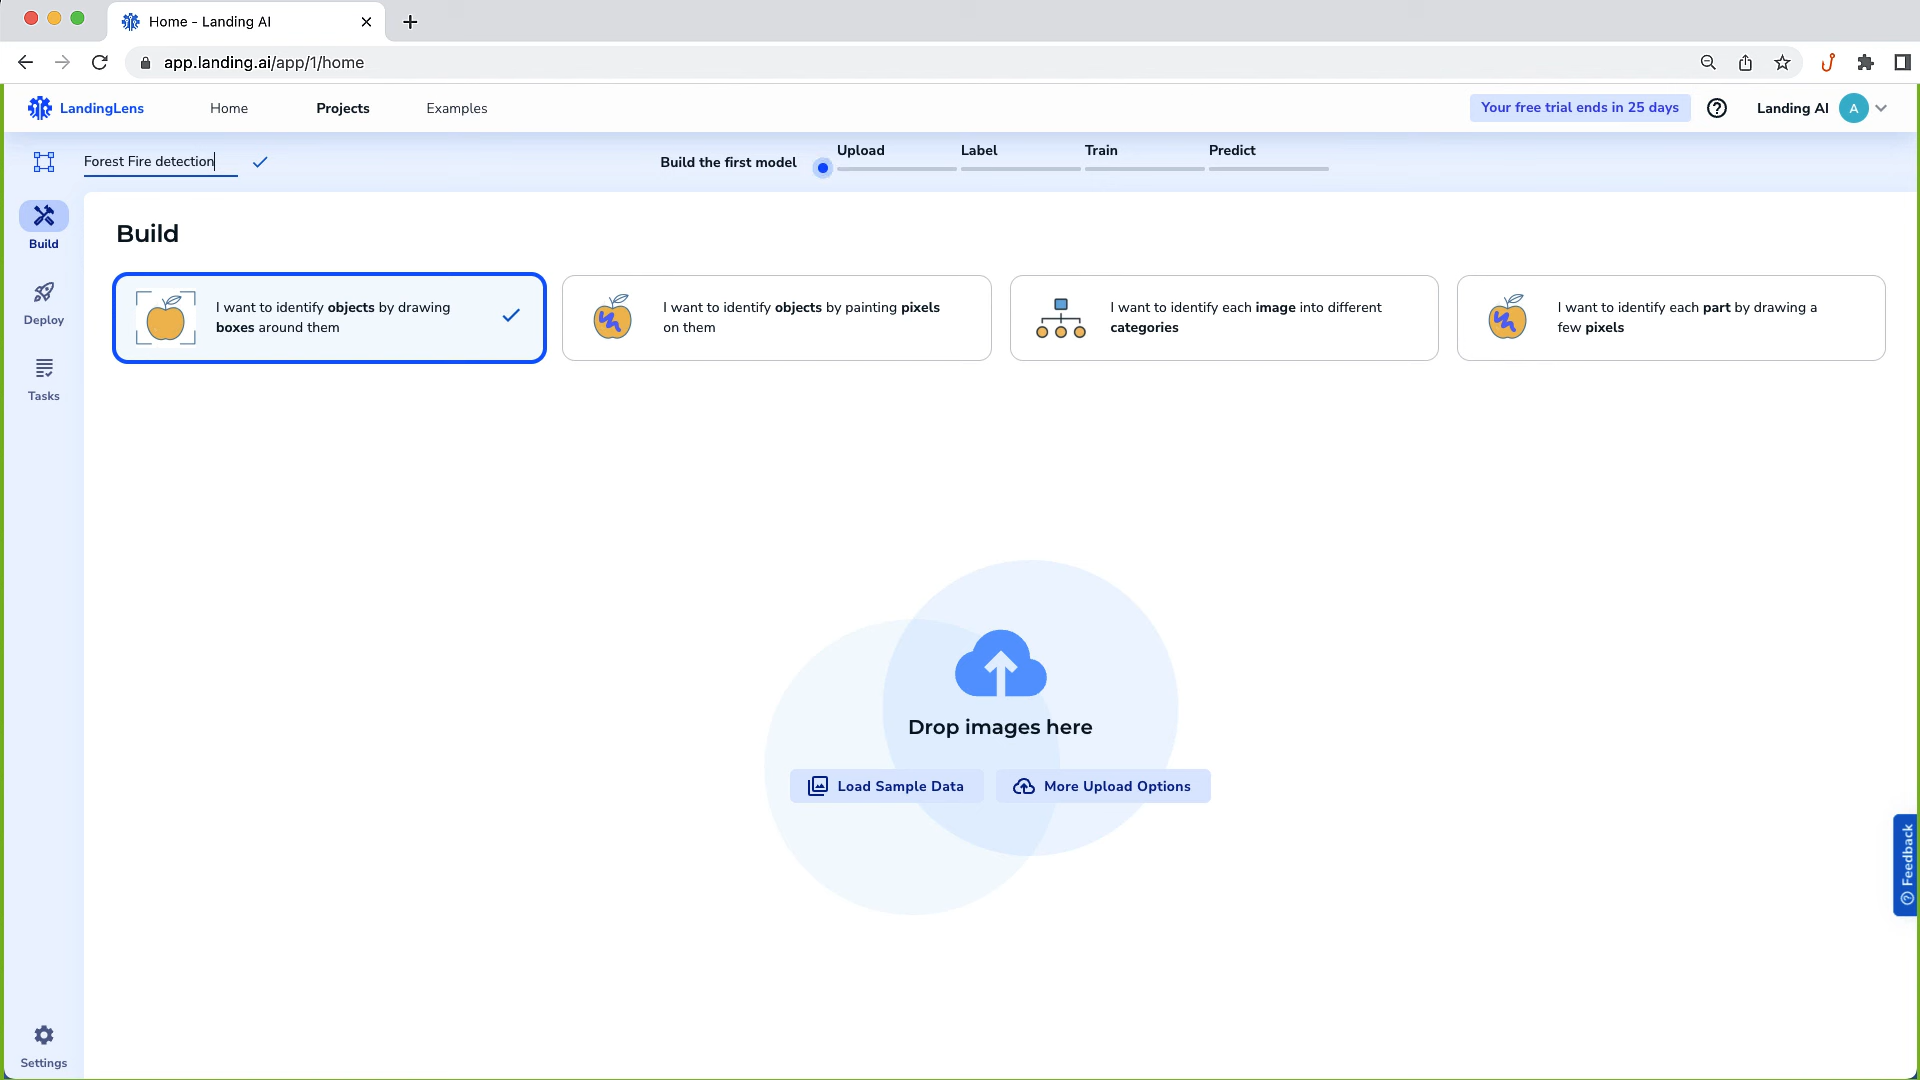 Home - Landing AI
app.landing.ai/app/1/home
LandingLens
Home
Projects
Examples
Your free trial ends in 25 days
Landing AI
A
Forest Fire detection
Build the first model
Upload
Label
Train
Predict
Build
Deploy
Tasks
Settings
Build
I want to identify objects by drawing
boxes around them
I want to identify objects by painting pixels
on them
I want to identify each image into different
categories
I want to identify each part by drawing a
few pixels
Drop images here
Load Sample Data
More Upload Options
Feedback